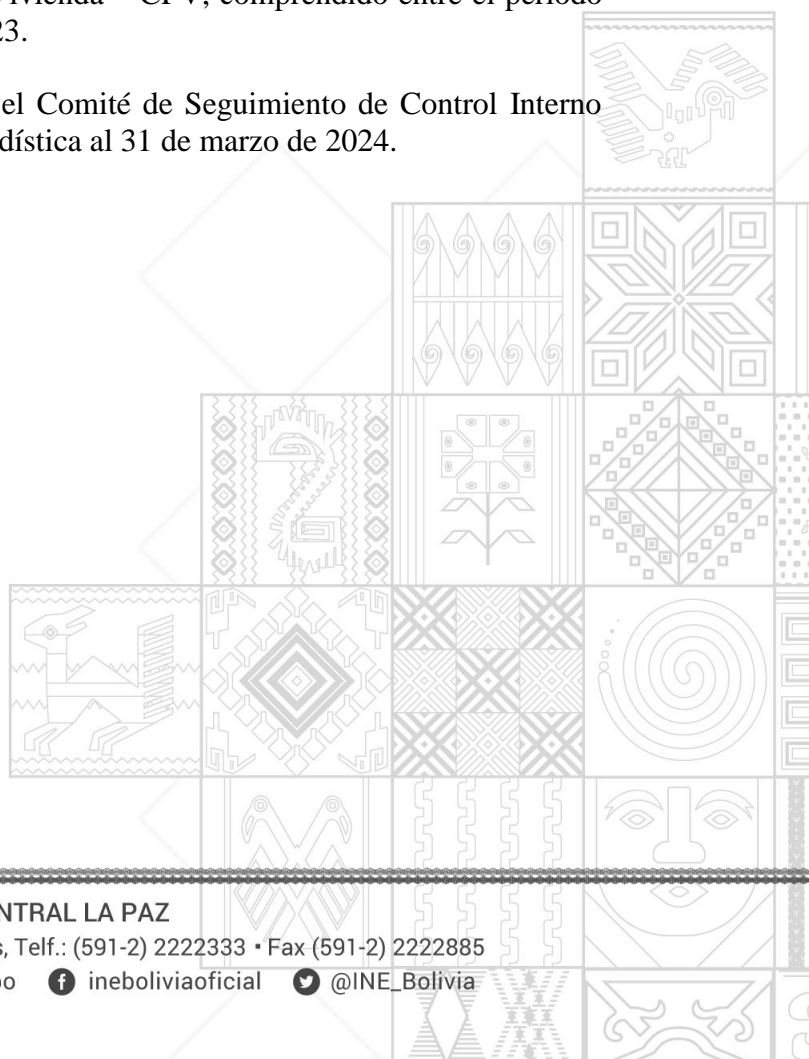 CPV, comprendido entre el periodo
23.
el Comité de Seguimiento de Control Interno
dística al 31 de marzo de 2024.
NTRAL LA PAZ
s, Telf.: (591-2) 2222333 • Fax (591-2) 2222885
bo ineboliviaoficial @INE_Bolivia